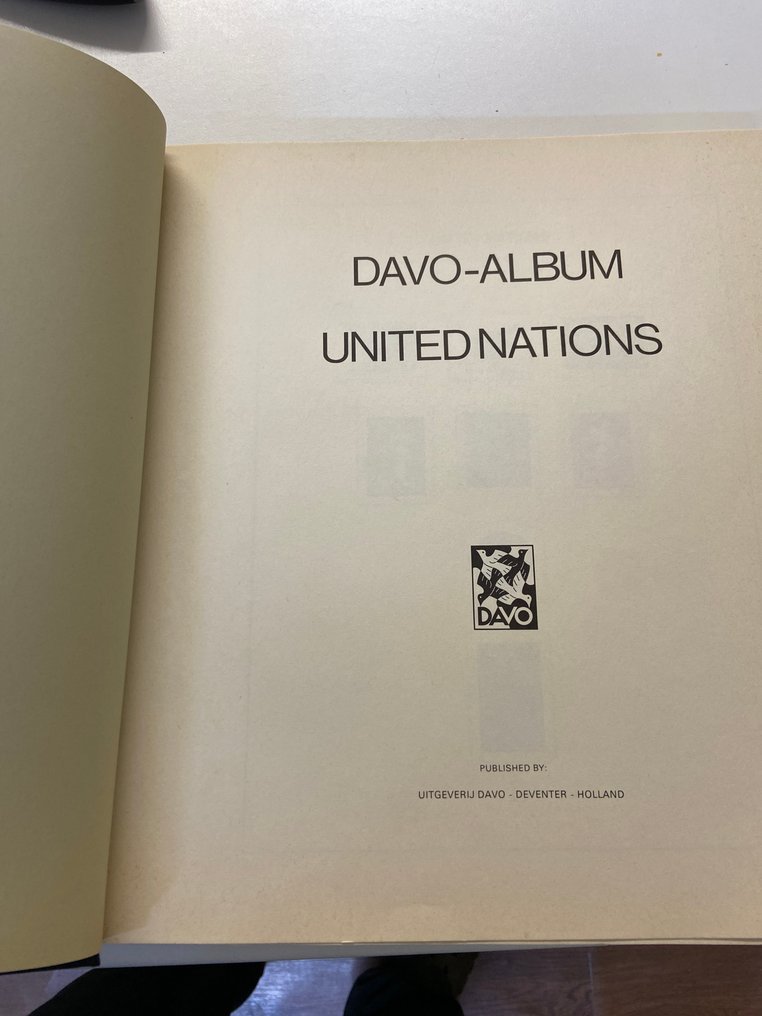 DAVO-ALBUM
UNITED NATIONS
DAVO
PUBLISHED BY:
UITGEVERIJ DAVO - DEVENTER - HOLLAND